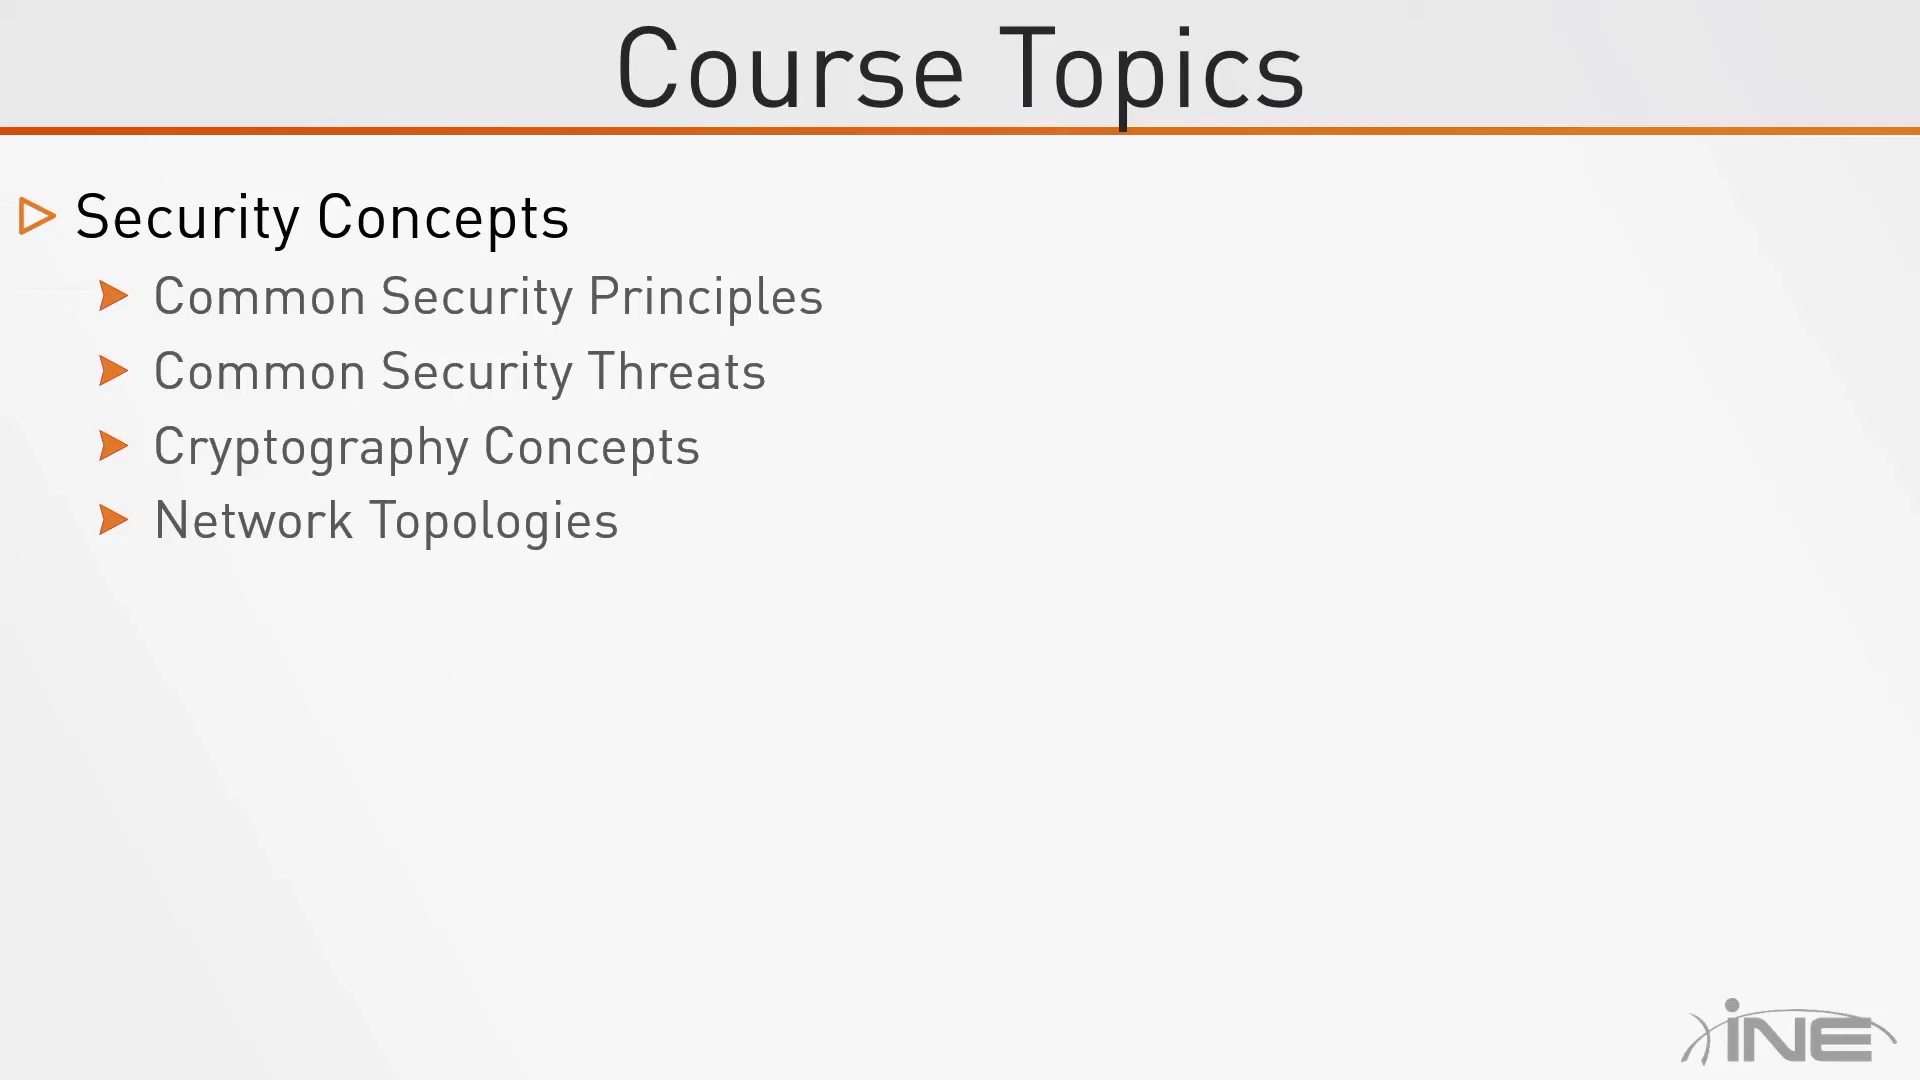 Course Topics
Security Concepts
Common Security Principles
Common Security Threats
Cryptography Concepts
Network Topologies
iNE